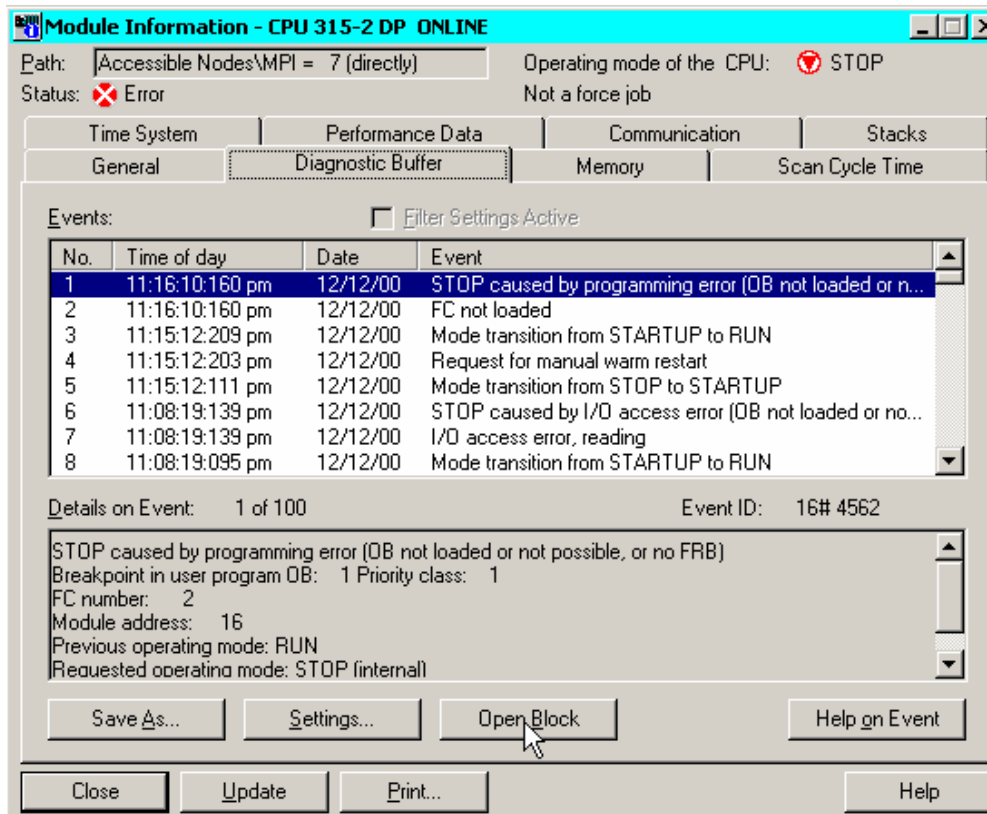 Module Information - CPU 315-2 DP ONLINE
Path: Accessible Nodes\MPI = 7 (directly) Operating mode of the CPU: STOP
Status: Error Not a force job
Time System Performance Data Communication Stacks
General Diagnostic Buffer Memory Scan Cycle Time
Events: Filter Settings Active
No. Time of day Date Event
1 11:16:10:160 pm 12/12/00 STOP caused by programming error (OB not loaded or n...
2 11:16:10:160 pm 12/12/00 FC not loaded
3 11:15:12:209 pm 12/12/00 Mode transition from STARTUP to RUN
4 11:15:12:203 pm 12/12/00 Request for manual warm restart
5 11:15:12:111 pm 12/12/00 Mode transition from STOP to STARTUP
6 11:08:19:139 pm 12/12/00 STOP caused by I/O access error (OB not loaded or no...
7 11:08:19:139 pm 12/12/00 I/O access error, reading
8 11:08:19:095 pm 12/12/00 Mode transition from STARTUP to RUN
Details on Event: 1 of 100 Event ID: 16# 4562
STOP caused by programming error (OB not loaded or not possible, or no FRB)
Breakpoint in user program OB: 1 Priority class: 1
FC number: 2
Module address: 16
Previous operating mode: RUN
Requested operating mode: STOP (internal)
Save As... Settings... Open Block Help on Event
Close Update Print... Help